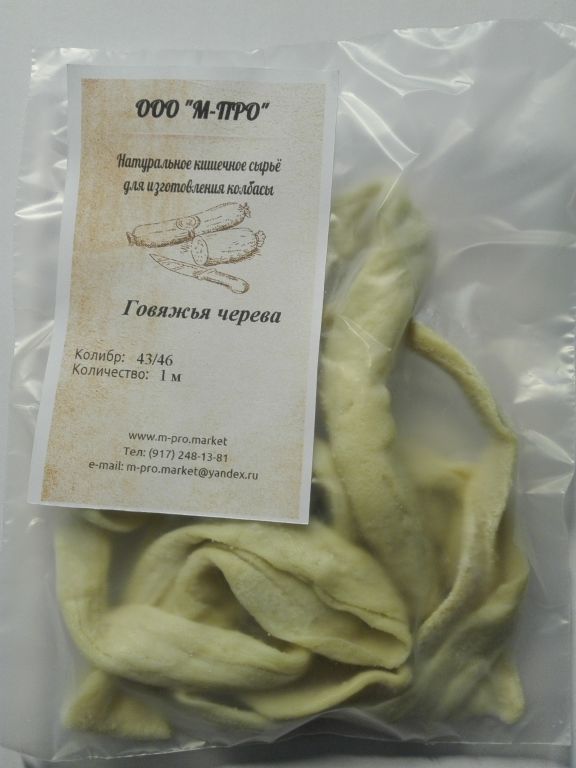 ООО "М-ПРО"
Натуральное кишечное сырьё
для изготовления колбасы
Говяжья черева
Колибр: 43/46
Количество: 1 м
www.m-pro.market
Тел: (917) 248-13-81
e-mail: m-pro.market@yandex.ru